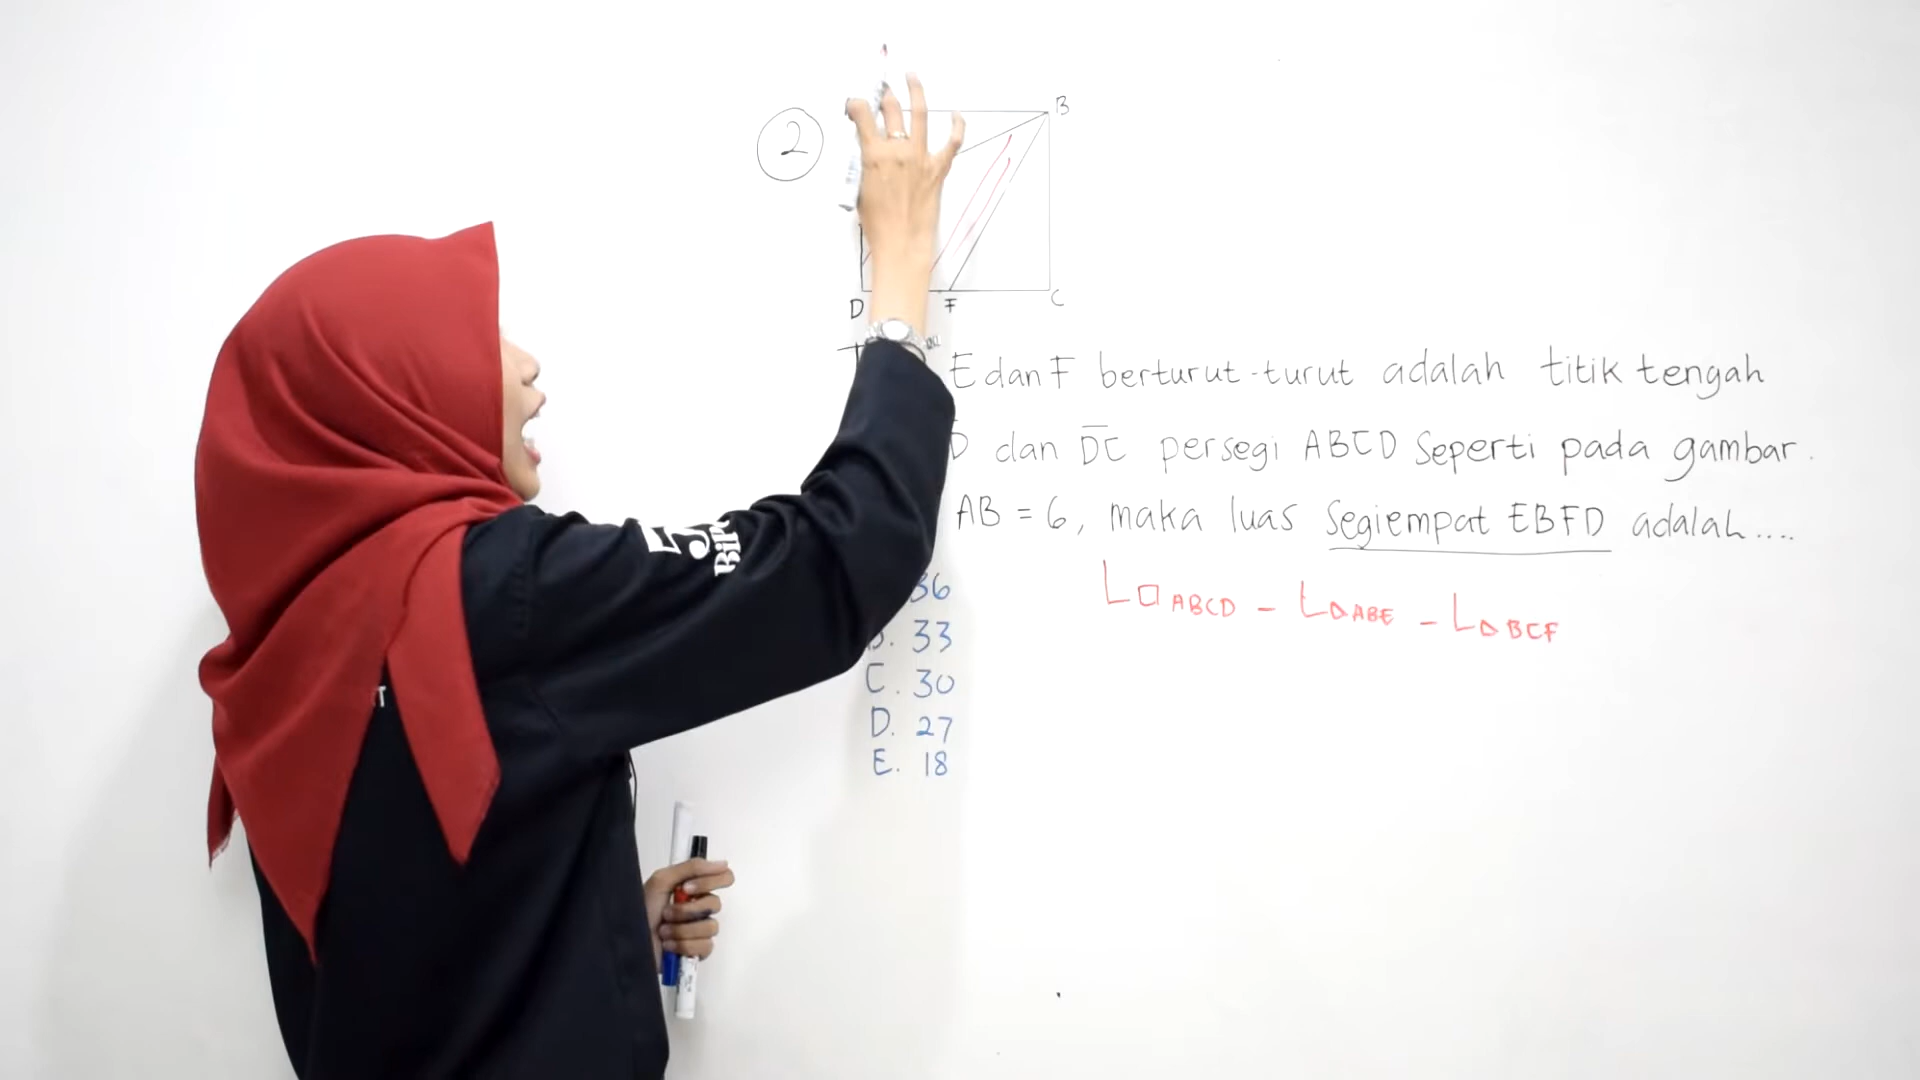 2
B
D F C
E dan F berturut-turut adalah titik tengah
dan DC persegi ABCD seperti pada gambar.
AB = 6, maka luas segiempat EBFD adalah....
L□ABCD - L△ABE - L△BCF
36
B. 33
C. 30
D. 27
E. 18